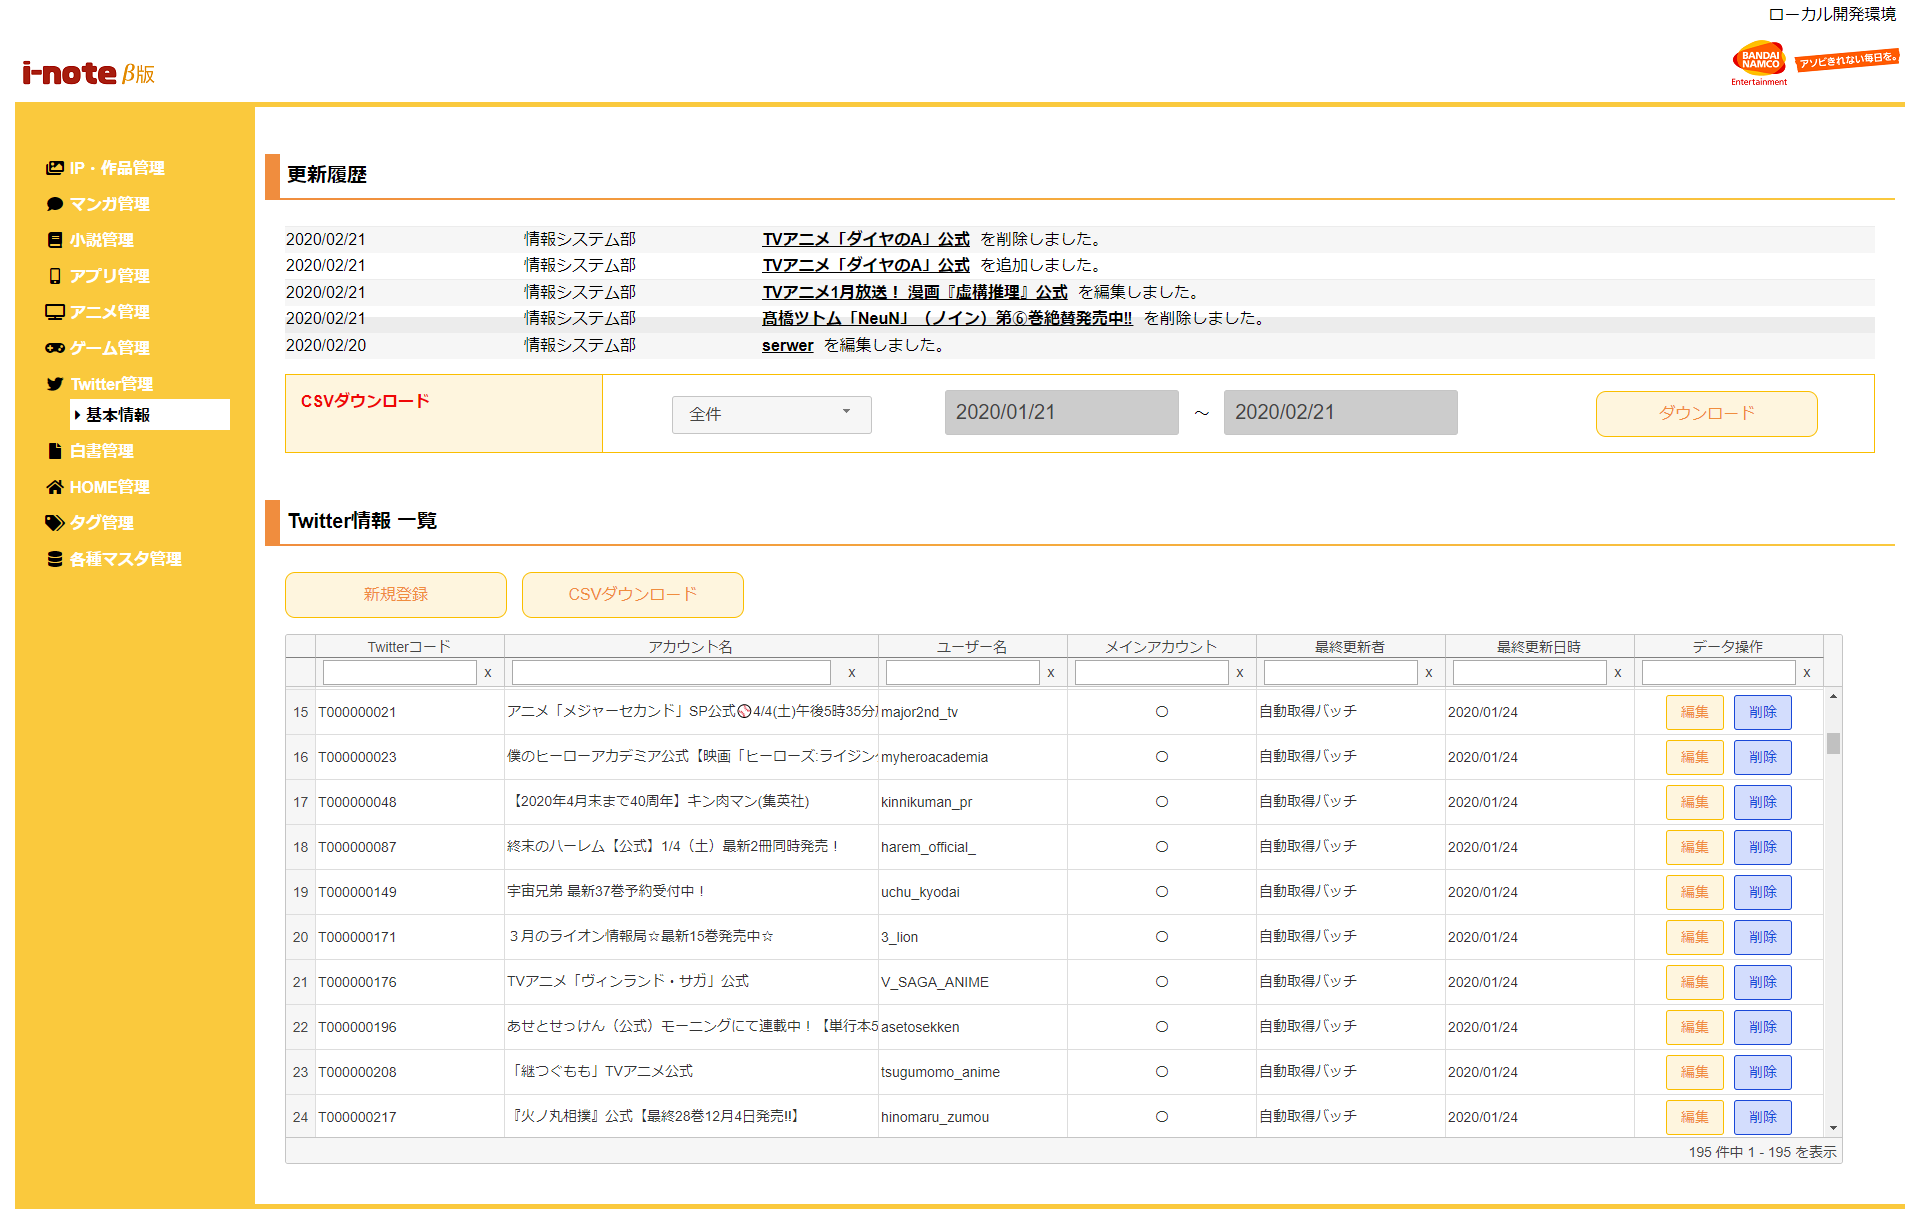 ローカル開発環境
i-note β版
BANDAI
NAMCO
Entertainment
アソビきれない毎日を。
IP・作品管理
マンガ管理
小説管理
アプリ管理
アニメ管理
ゲーム管理
Twitter管理
基本情報
白書管理
HOME管理
タグ管理
各種マスタ管理
更新履歴
2020/02/21 情報システム部 TVアニメ「ダイヤのA」公式 を削除しました。
2020/02/21 情報システム部 TVアニメ「ダイヤのA」公式 を追加しました。
2020/02/21 情報システム部 TVアニメ1月放送！ 漫画『虚構推理』公式 を編集しました。
2020/02/21 情報システム部 髙橋ツトム「NeuN」（ノイン）第⑥巻絶賛発売中‼ を削除しました。
2020/02/20 情報システム部 serwer を編集しました。
CSVダウンロード 全件 2020/01/21 ～ 2020/02/21 ダウンロード
Twitter情報 一覧
新規登録 CSVダウンロード
Twitterコード アカウント名 ユーザー名 メインアカウント 最終更新者 最終更新日時 データ操作
x x x x x x x
15 T000000021 アニメ「メジャーセカンド」SP公式⚾4/4(土)午後5時35分 major2nd_tv ○ 自動取得バッチ 2020/01/24 編集 削除
16 T000000023 僕のヒーローアカデミア公式【映画「ヒーローズ:ライジン myheroacademia ○ 自動取得バッチ 2020/01/24 編集 削除
17 T000000048 【2020年4月末まで40周年】キン肉マン(集英社) kinnikuman_pr ○ 自動取得バッチ 2020/01/24 編集 削除
18 T000000087 終末のハーレム【公式】1/4（土）最新2冊同時発売！ harem_official_ ○ 自動取得バッチ 2020/01/24 編集 削除
19 T000000149 宇宙兄弟 最新37巻予約受付中！ uchu_kyodai ○ 自動取得バッチ 2020/01/24 編集 削除
20 T000000171 ３月のライオン情報局☆最新15巻発売中☆ 3_lion ○ 自動取得バッチ 2020/01/24 編集 削除
21 T000000176 TVアニメ「ヴィンランド・サガ」公式 V_SAGA_ANIME ○ 自動取得バッチ 2020/01/24 編集 削除
22 T000000196 あせとせっけん（公式）モーニングにて連載中！【単行本5 asetosekken ○ 自動取得バッチ 2020/01/24 編集 削除
23 T000000208 「継つぐもも」TVアニメ公式 tsugumomo_anime ○ 自動取得バッチ 2020/01/24 編集 削除
24 T000000217 『火ノ丸相撲』公式【最終28巻12月4日発売!!】 hinomaru_zumou ○ 自動取得バッチ 2020/01/24 編集 削除
195 件中 1 - 195 を表示